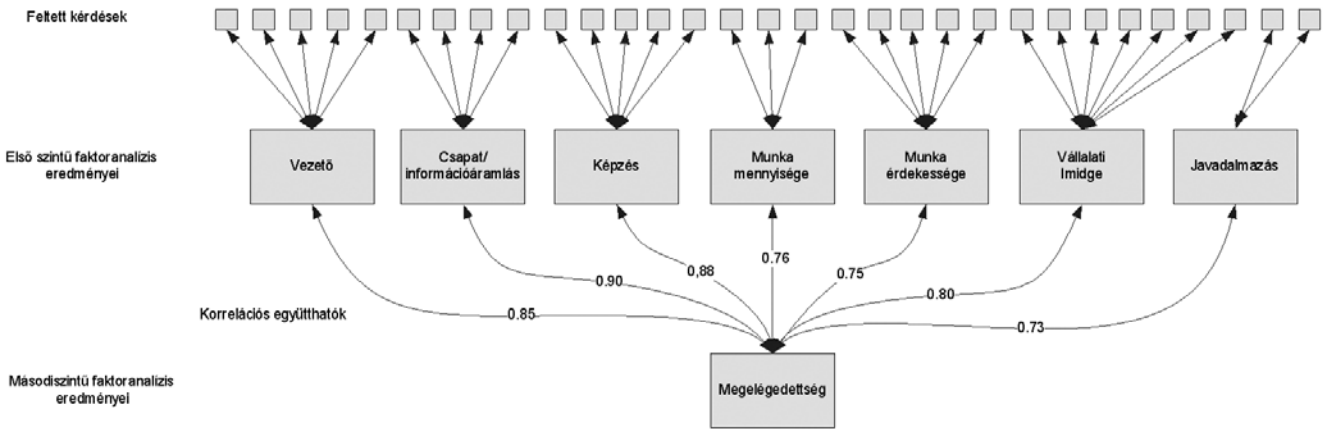 Feltett kérdések
Első szintű faktoranalízis
eredményei
Vezető
Csapat/
információáramlás
Képzés
Munka
mennyisége
Munka
érdekessége
Vállalati
Imidge
Javadalmazás
0.85
0.90
0,88
0.76
0.75
0.80
0.73
Korrelációs együtthatók
Másodiszintű faktoranalízis
eredményei
Megelégedettség